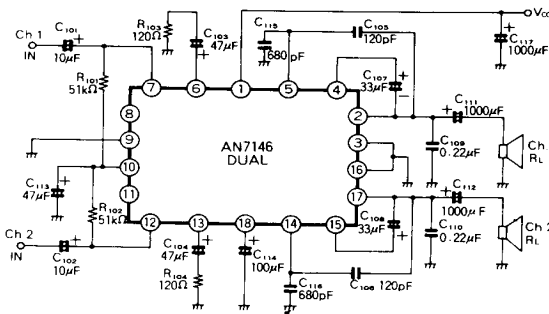 Ch 1
IN
C101
10μF
R103
120Ω
C103
47μF
C115
680pF
C105
120pF
VCC
C117
1000μF
R101
51kΩ
7
6
1
5
4
C107
33μF
C111
1000μF
8
9
10
11
AN7146
DUAL
2
3
16
17
C109
0.22μF
Ch 1
RL
C113
47μF
R102
51kΩ
C112
1000μF
12
13
18
14
15
C108
33μF
C110
0.22μF
Ch 2
RL
Ch 2
IN
C102
10μF
C104
47μF
R104
120Ω
C114
100μF
C116
680pF
C106 120pF